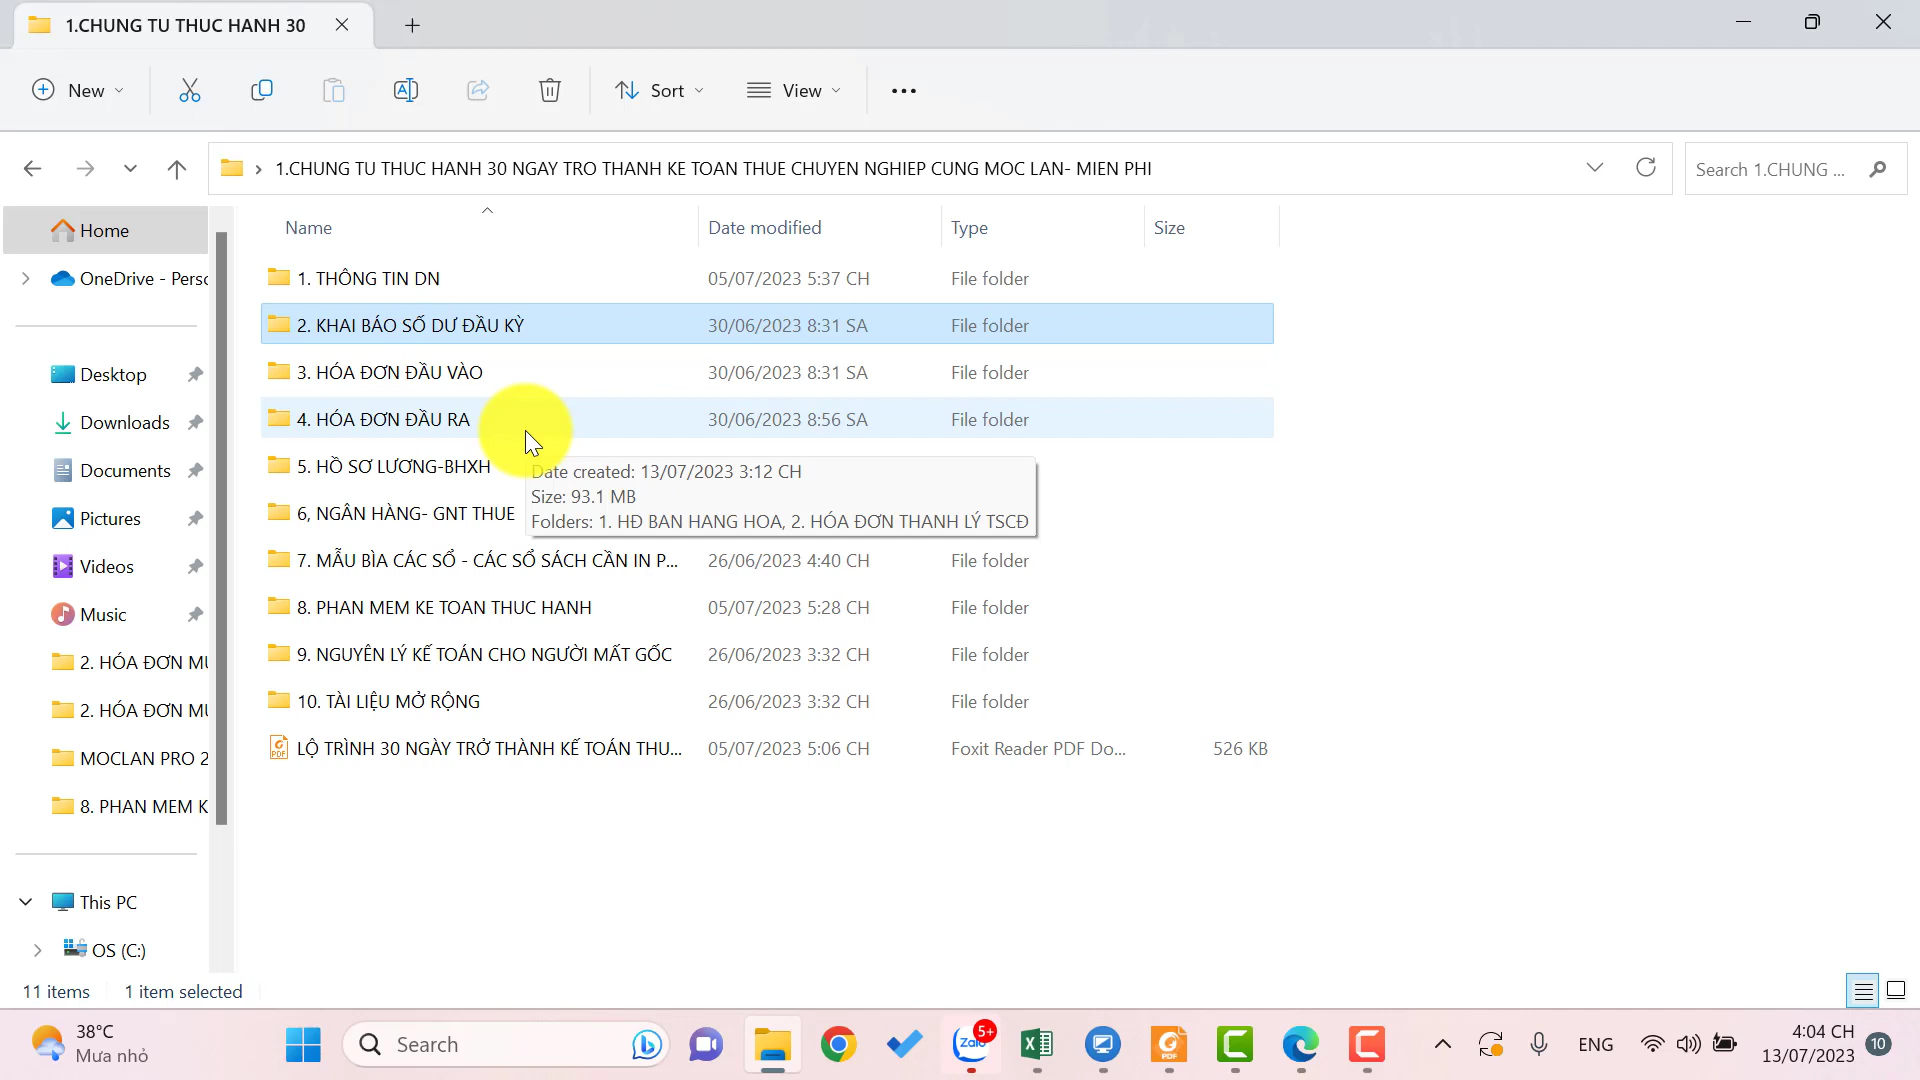 1.CHUNG TU THUC HANH 30
New
Sort
View
1.CHUNG TU THUC HANH 30 NGAY TRO THANH KE TOAN THUE CHUYEN NGHIEP CUNG MOC LAN- MIEN PHI
Search 1.CHUNG ...
Home
OneDrive - Perso
Desktop
Downloads
Documents
Pictures
Videos
Music
2. HÓA ĐƠN MU
2. HÓA ĐƠN MU
MOCLAN PRO 2
8. PHAN MEM K
This PC
OS (C:)
Name Date modified Type Size
1. THÔNG TIN DN 05/07/2023 5:37 CH File folder
2. KHAI BÁO SỐ DƯ ĐẦU KỲ 30/06/2023 8:31 SA File folder
3. HÓA ĐƠN ĐẦU VÀO 30/06/2023 8:31 SA File folder
4. HÓA ĐƠN ĐẦU RA 30/06/2023 8:56 SA File folder
5. HỒ SƠ LƯƠNG-BHXH
6, NGÂN HÀNG- GNT THUE
Date created: 13/07/2023 3:12 CH
Size: 93.1 MB
Folders: 1. HĐ BAN HANG HOA, 2. HÓA ĐƠN THANH LÝ TSCĐ
7. MẪU BÌA CÁC SỔ - CÁC SỔ SÁCH CẦN IN P... 26/06/2023 4:40 CH File folder
8. PHAN MEM KE TOAN THUC HANH 05/07/2023 5:28 CH File folder
9. NGUYÊN LÝ KẾ TOÁN CHO NGƯỜI MẤT GỐC 26/06/2023 3:32 CH File folder
10. TÀI LIỆU MỞ RỘNG 26/06/2023 3:32 CH File folder
LỘ TRÌNH 30 NGÀY TRỞ THÀNH KẾ TOÁN THU... 05/07/2023 5:06 CH Foxit Reader PDF Do... 526 KB
11 items 1 item selected
38°C
Mưa nhỏ
Search
Zalo
5+
PDF
ENG
4:04 CH
13/07/2023
10